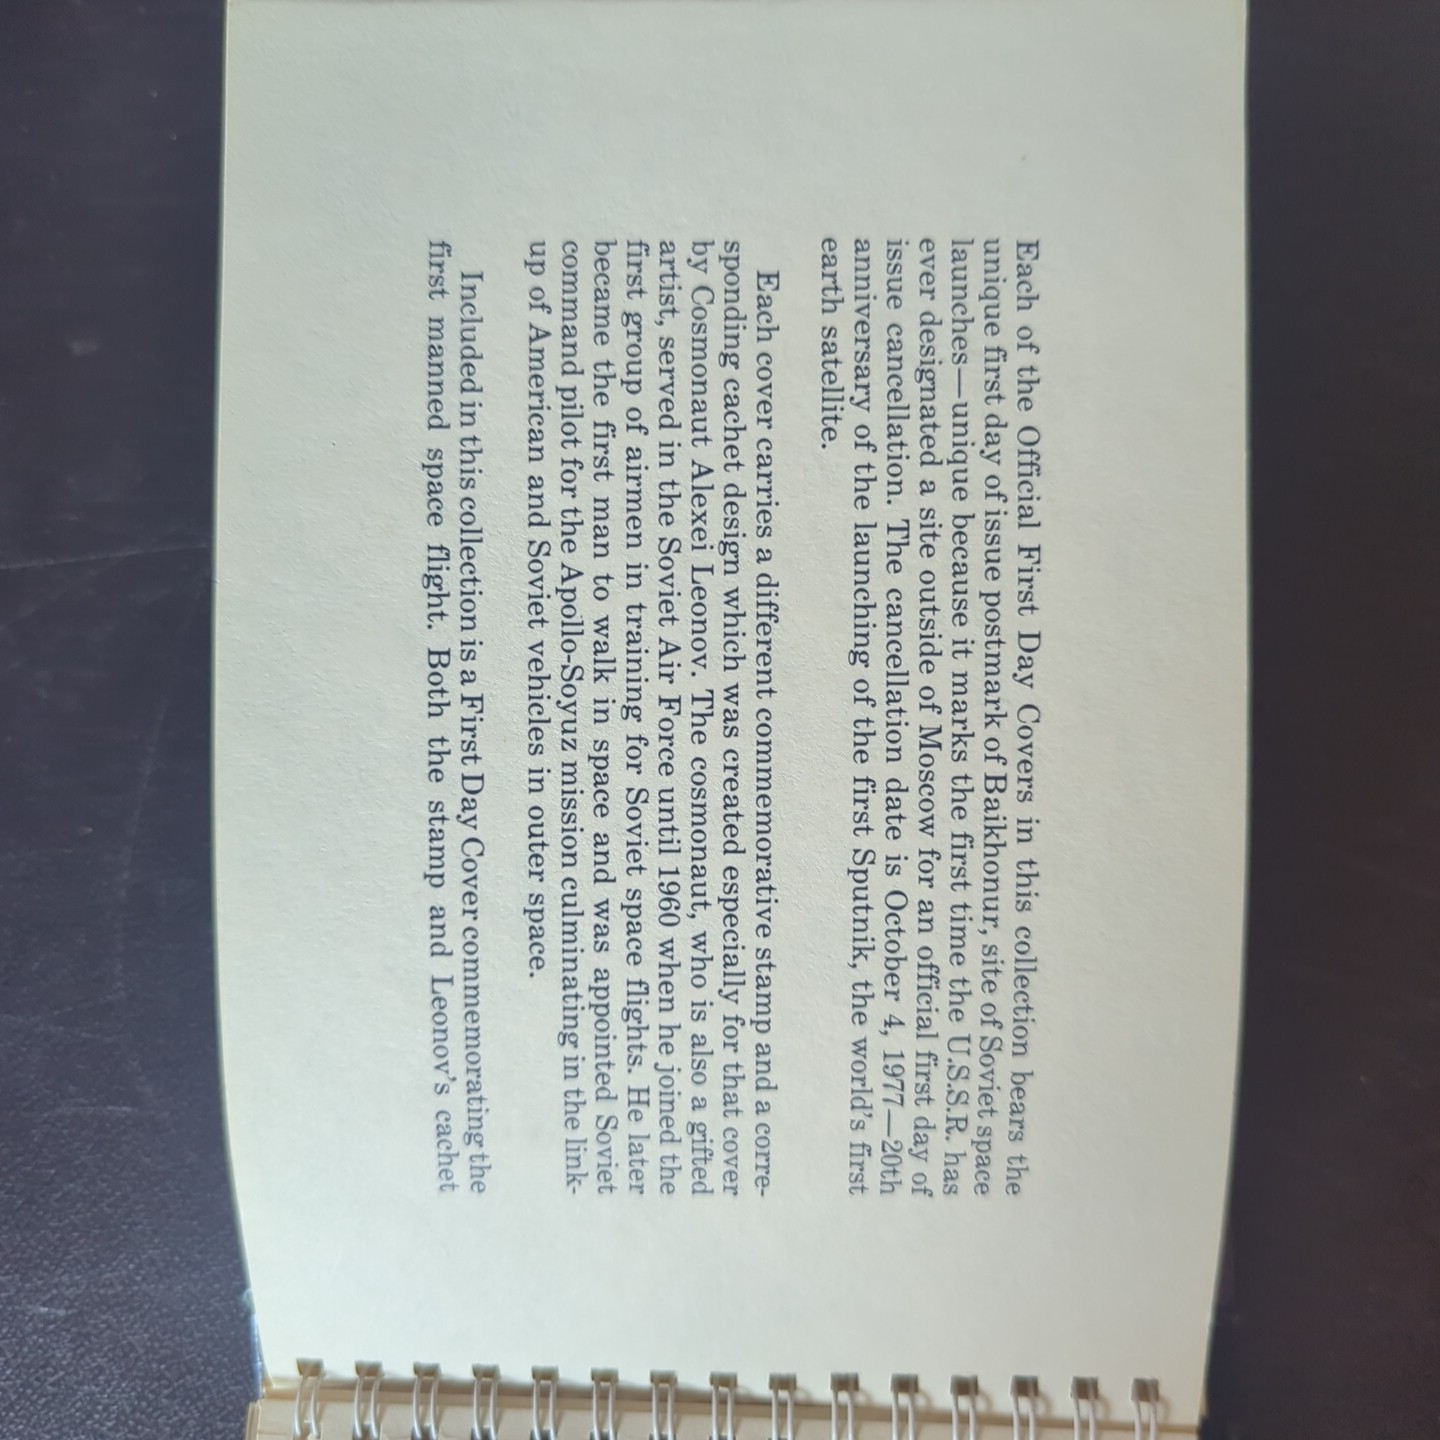 Each of the Official First Day Covers in this collection bears the
unique first day of issue postmark of Baikhonur, site of Soviet space
launches—unique because it marks the first time the U.S.S.R. has
ever designated a site outside of Moscow for an official first day of
issue cancellation. The cancellation date is October 4, 1977—20th
anniversary of the launching of the first Sputnik, the world's first
earth satellite.
Each cover carries a different commemorative stamp and a corre-
sponding cachet design which was created especially for that cover
by Cosmonaut Alexei Leonov. The cosmonaut, who is also a gifted
artist, served in the Soviet Air Force until 1960 when he joined the
first group of airmen in training for Soviet space flights. He later
became the first man to walk in space and was appointed Soviet
command pilot for the Apollo-Soyuz mission culminating in the link-
up of American and Soviet vehicles in outer space.
Included in this collection is a First Day Cover commemorating the
first manned space flight. Both the stamp and Leonov's cachet